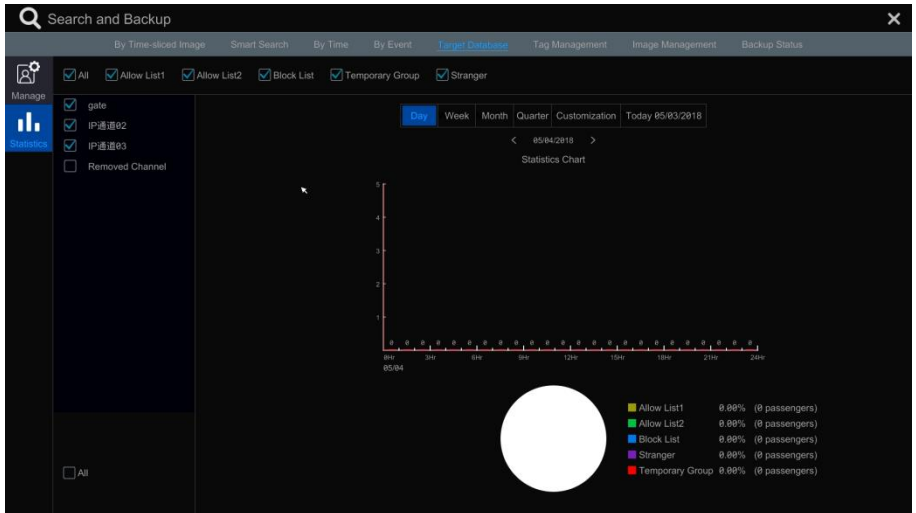 Search and Backup
By Time-sliced Image Smart Search By Time By Event Target Database Tag Management Image Management Backup Status
All Allow List1 Allow List2 Block List Temporary Group Stranger
Manage
Statistics
gate
IP通道02
IP通道03
Removed Channel
All
Day Week Month Quarter Customization Today 05/03/2018
< 05/04/2018 >
Statistics Chart
5
4
3
2
1
0 0 0 0 0 0 0 0 0 0 0 0 0 0 0 0 0 0 0 0 0 0 0 0
0Hr 3Hr 6Hr 9Hr 12Hr 15Hr 18Hr 21Hr 24Hr
05/04
Allow List1 0.00% (0 passengers)
Allow List2 0.00% (0 passengers)
Block List 0.00% (0 passengers)
Stranger 0.00% (0 passengers)
Temporary Group 0.00% (0 passengers)